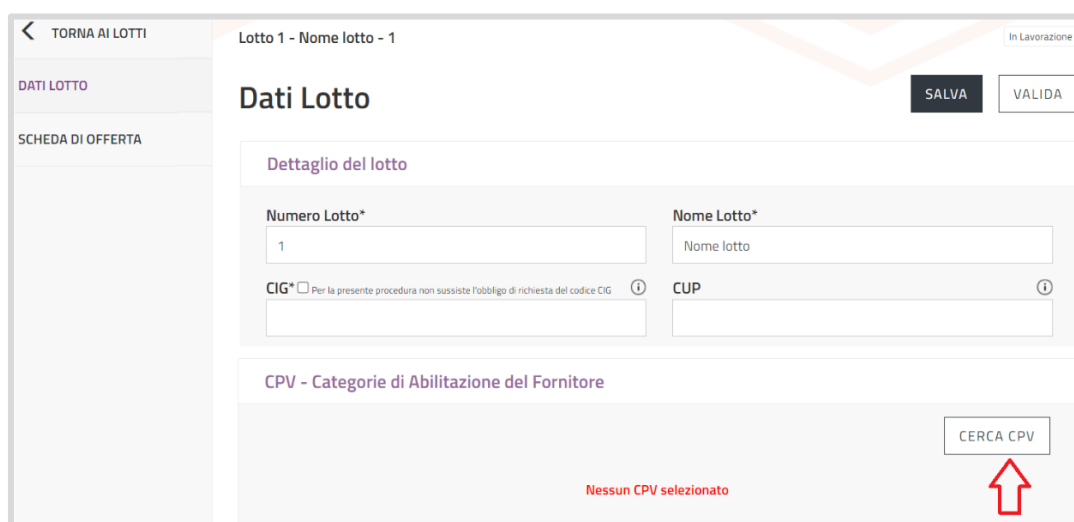 TORNA AI LOTTI
DATI LOTTO
SCHEDA DI OFFERTA
Lotto 1 - Nome lotto - 1
In Lavorazione
Dati Lotto
SALVA
VALIDA
Dettaglio del lotto
Numero Lotto*
Nome Lotto*
1
Nome lotto
CIG* Per la presente procedura non sussiste l'obbligo di richiesta del codice CIG
CUP
CPV - Categorie di Abilitazione del Fornitore
CERCA CPV
Nessun CPV selezionato